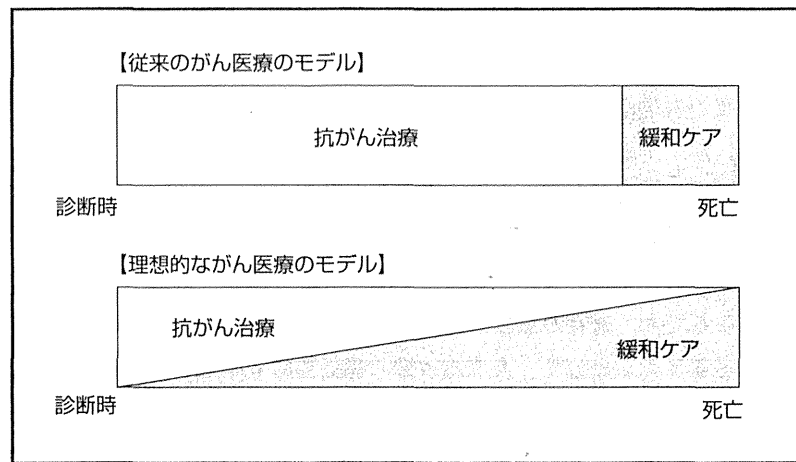 【従来のがん医療のモデル】
抗がん治療
緩和ケア
診断時
死亡
【理想的ながん医療のモデル】
抗がん治療
緩和ケア
診断時
死亡